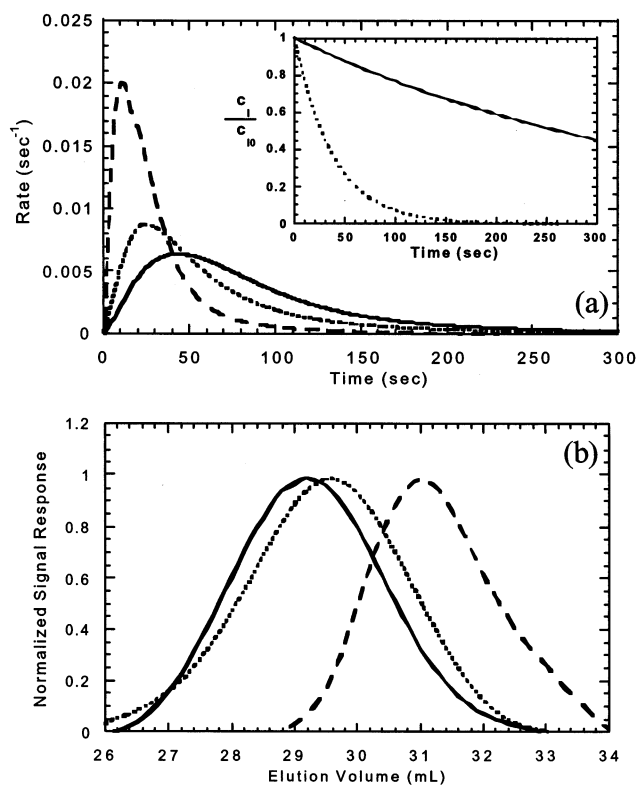 0.025
0.02
0.015
0.01
0.005
0
Rate (sec⁻¹)
0 50 100 150 200 250 300
Time (sec)
(a)
1
0.8
0.6
0.4
0.2
0
C_I
C_I0
0 50 100 150 200 250 300
Time (sec)
1.2
1
0.8
0.6
0.4
0.2
0
Normalized Signal Response
(b)
26 27 28 29 30 31 32 33 34
Elution Volume (mL)